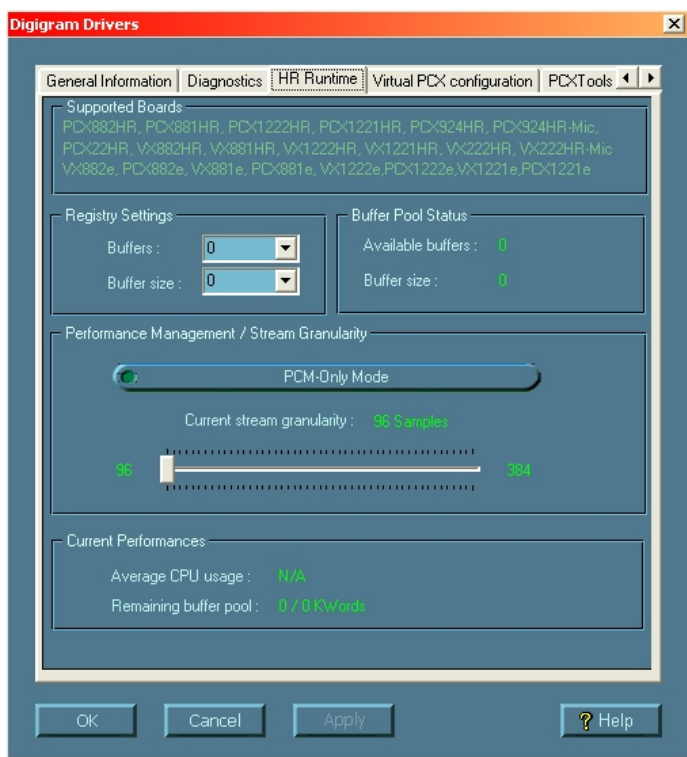 Digigram Drivers
General Information Diagnostics HR Runtime Virtual PCX configuration PCXTools
Supported Boards
PCX882HR, PCX881HR, PCX1222HR, PCX1221HR, PCX924HR, PCX924HR-Mic,
PCX22HR, VX882HR, VX881HR, VX1222HR, VX1221HR, VX222HR, VX222HR-Mic
VX882e, PCX882e, VX881e, PCX881e, VX1222e,PCX1222e,VX1221e,PCX1221e
Registry Settings
Buffers : 0
Buffer size : 0
Buffer Pool Status
Available buffers : 0
Buffer size : 0
Performance Management / Stream Granularity
PCM-Only Mode
Current stream granularity : 96 Samples
96 384
Current Performances
Average CPU usage : N/A
Remaining buffer pool : 0 / 0 KWords
OK Cancel Apply ? Help